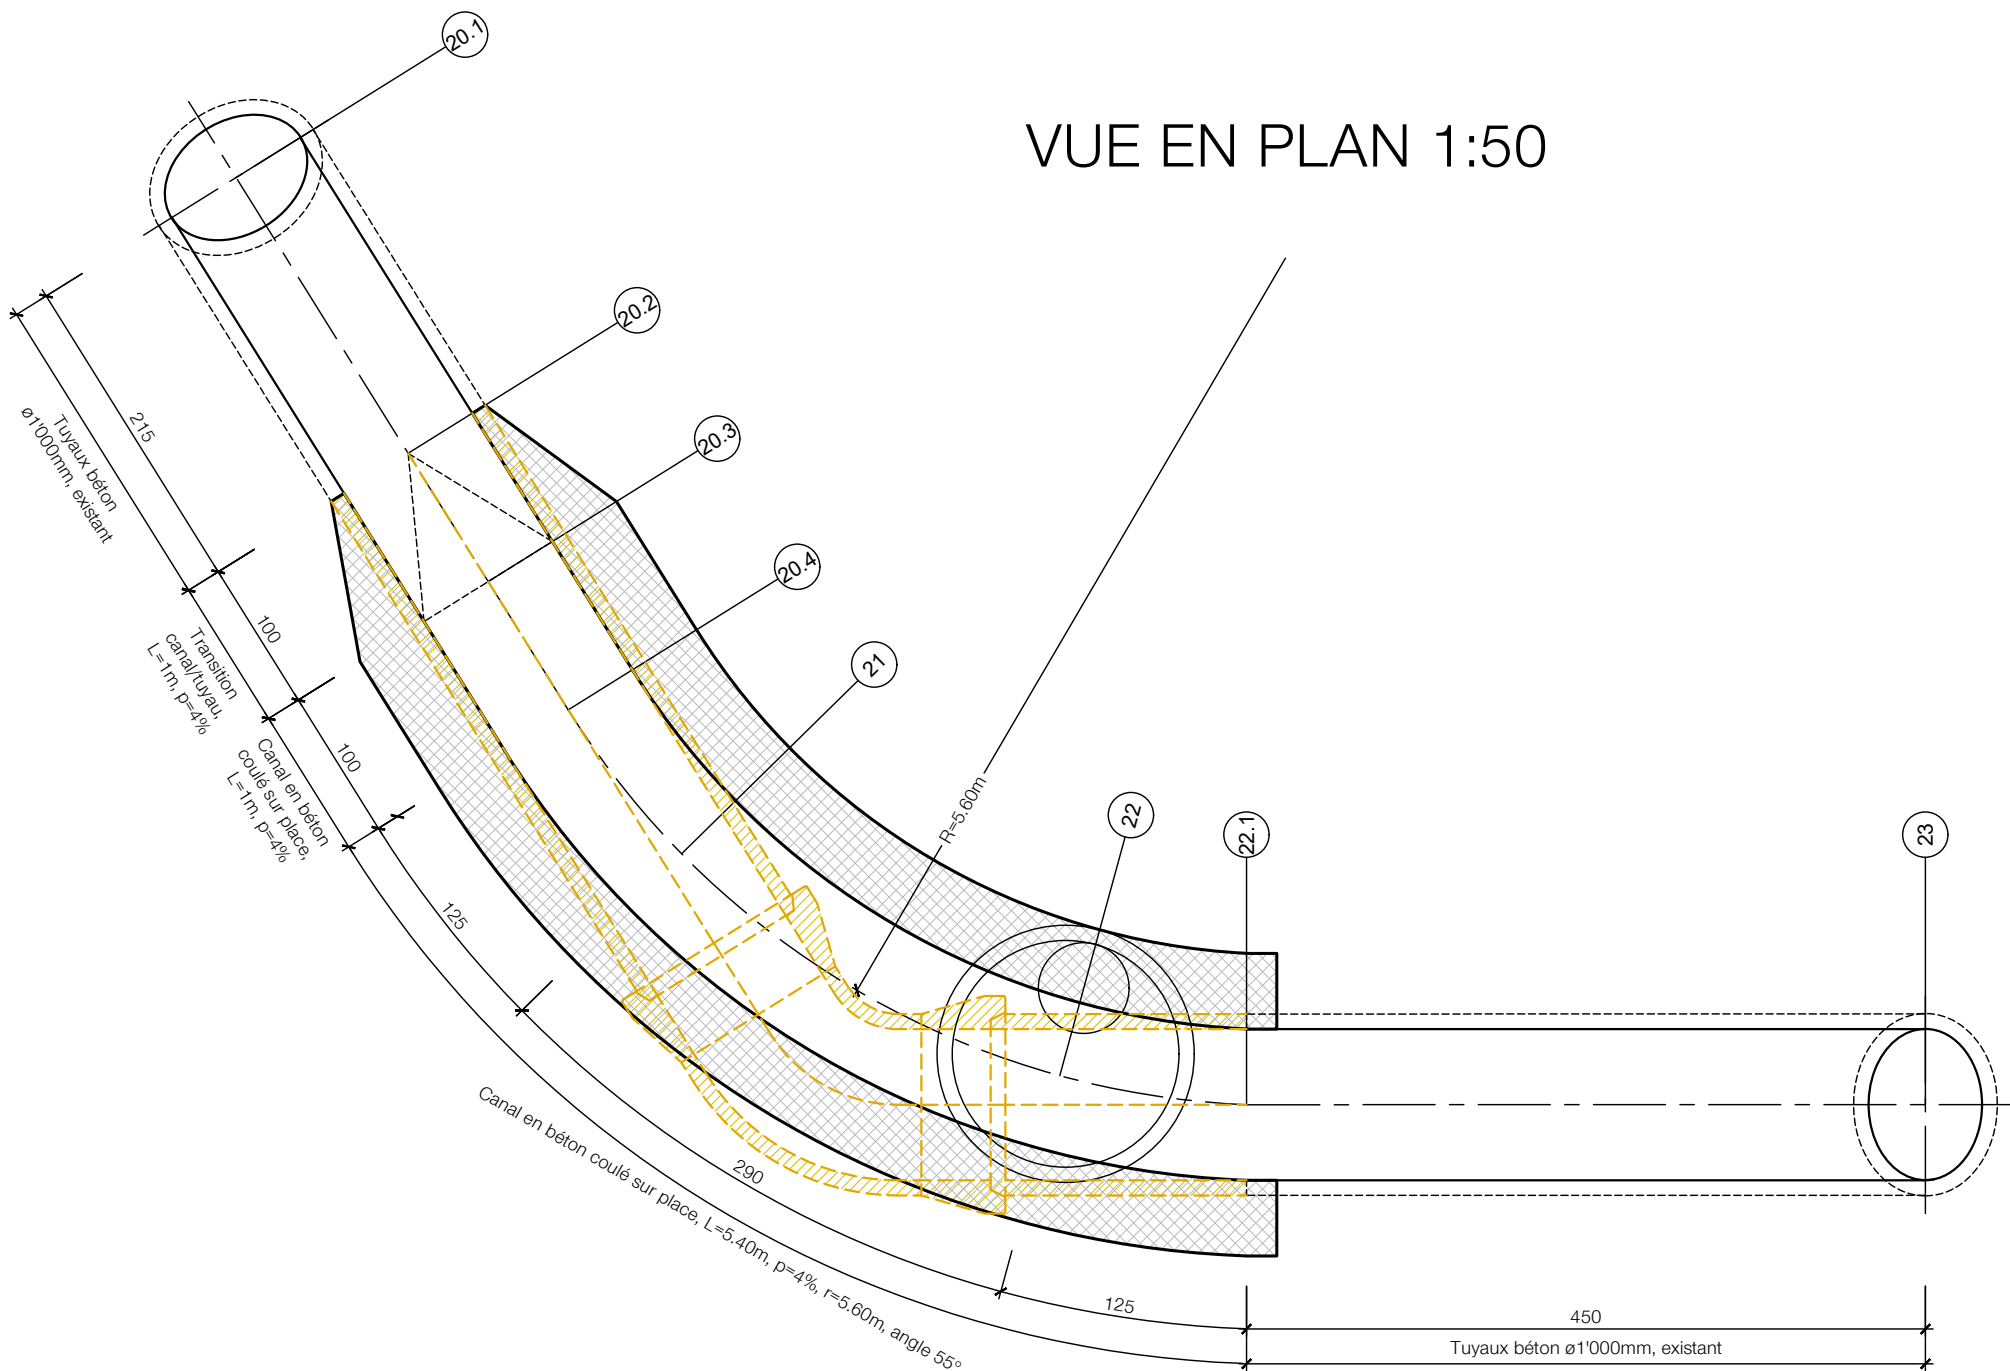 20.1
VUE EN PLAN 1:50
20.2
20.3
20.4
21
22
22.1
23
R=5.60m
215
Tuyaux béton
ø1'000mm, existant
100
Transition
canal/tuyau,
L=1m, p=4%
100
Canal en béton
coulé sur place,
L=1m, p=4%
125
290
Canal en béton coulé sur place, L=5.40m, p=4%, r=5.60m, angle 55°
125
450
Tuyaux béton ø1'000mm, existant